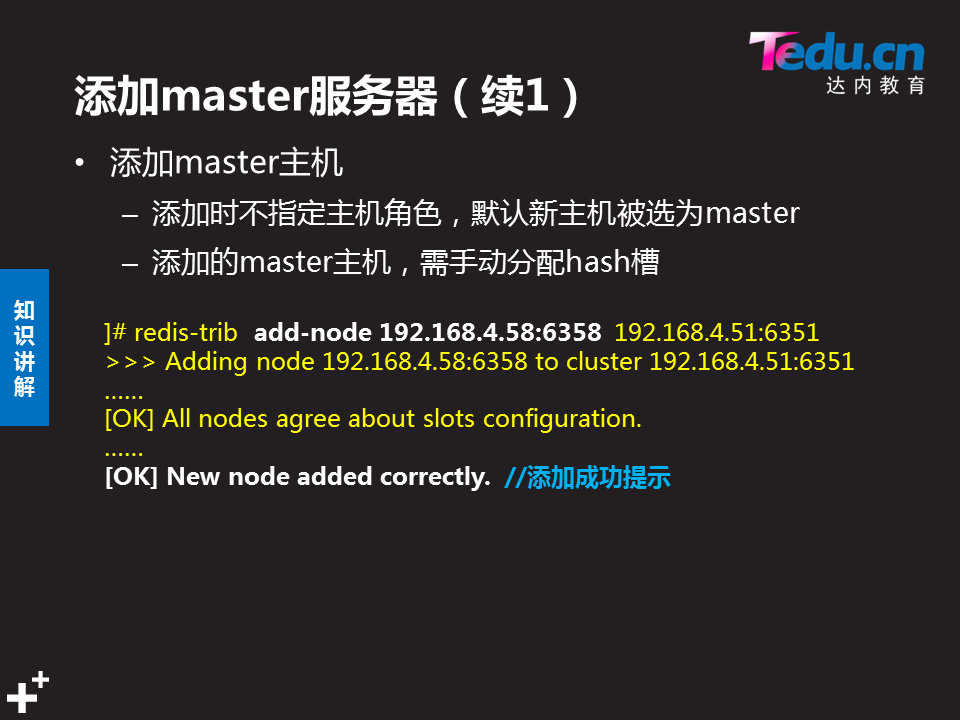 Tedu.cn
达内教育
添加master服务器（续1）
• 添加master主机
– 添加时不指定主机角色，默认新主机被选为master
– 添加的master主机，需手动分配hash槽
知识讲解
]# redis-trib add-node 192.168.4.58:6358 192.168.4.51:6351
>>> Adding node 192.168.4.58:6358 to cluster 192.168.4.51:6351
……
[OK] All nodes agree about slots configuration.
……
[OK] New node added correctly. //添加成功提示